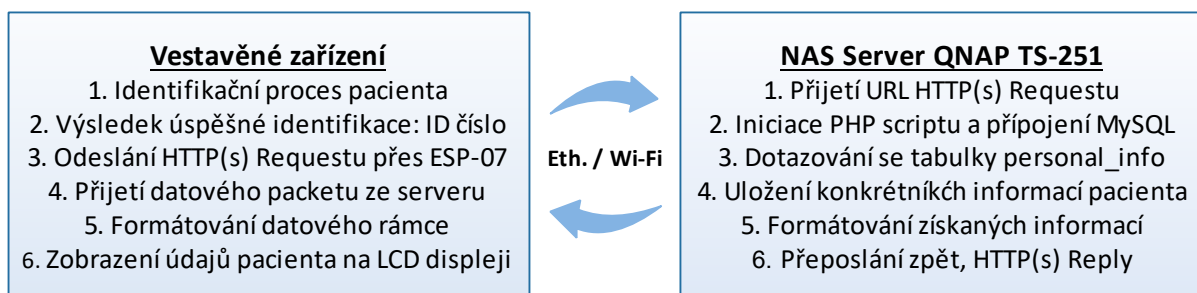 Vestavěné zařízení
1. Identifikační proces pacienta
2. Výsledek úspěšné identifikace: ID číslo
3. Odeslání HTTP(s) Requestu přes ESP-07
4. Přijetí datového packetu ze serveru
5. Formátování datového rámce
6. Zobrazení údajů pacienta na LCD displeji
Eth. / Wi-Fi
NAS Server QNAP TS-251
1. Přijetí URL HTTP(s) Requestu
2. Iniciace PHP scriptu a přípojení MySQL
3. Dotazování se tabulky personal_info
4. Uložení konkrétníkćh informací pacienta
5. Formátování získaných informací
6. Přeposlání zpět, HTTP(s) Reply